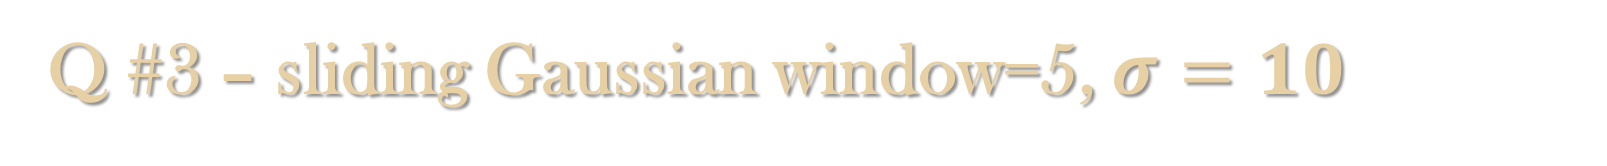 Q #3 – sliding Gaussian window=5, σ = 10